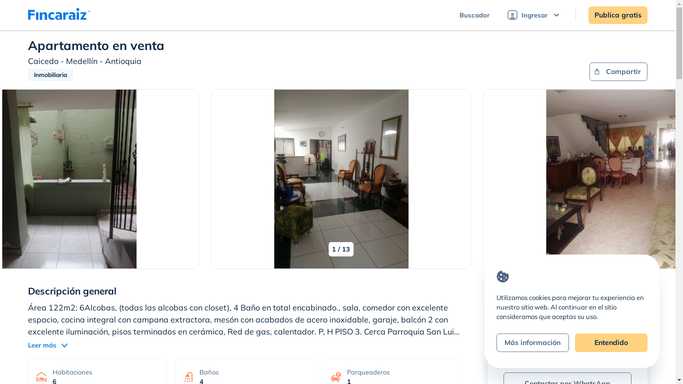 Fincaraiz
Buscador
Ingresar
Publica gratis
Apartamento en venta
Caicedo - Medellín - Antioquia
Inmobiliaria
Compartir
1 / 13
Descripción general
Área 122m2: 6Alcobas, (todas las alcobas con closet), 4 Baño en total encabinado., sala, comedor con excelente
espacio, cocina integral con campana extractora, mesón con acabados de acero inoxidable, garaje, balcón 2 con
excelente iluminación, pisos terminados en cerámica, Red de gas, calentador. P, H PISO 3. Cerca Parroquia San Lui...
Leer más
Habitaciones
6
Baños
4
Parqueaderos
1
Utilizamos cookies para mejorar tu experiencia en
nuestro sitio web. Al continuar en el sitio
consideramos que aceptas su uso.
Más información
Entendido
Contactar por WhatsApp